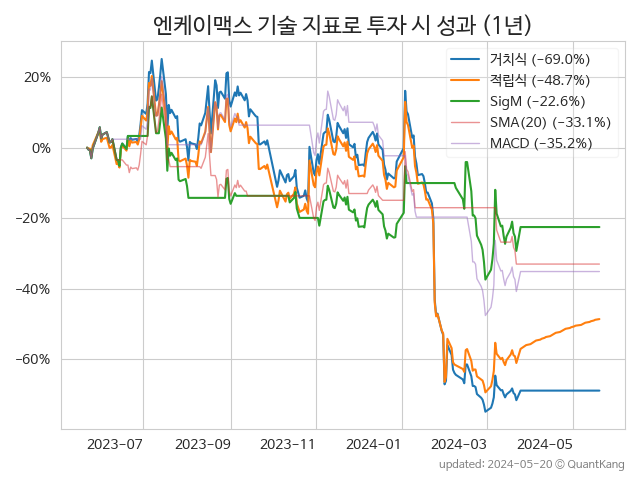 엔케이맥스 기술 지표로 투자 시 성과 (1년)
거치식 (−69.0%)
적립식 (−48.7%)
SigM (−22.6%)
SMA(20) (−33.1%)
MACD (−35.2%)
20%
0%
−20%
−40%
−60%
2023−07 2023−09 2023−11 2024−01 2024−03 2024−05
updated: 2024−05−20 © QuantKang